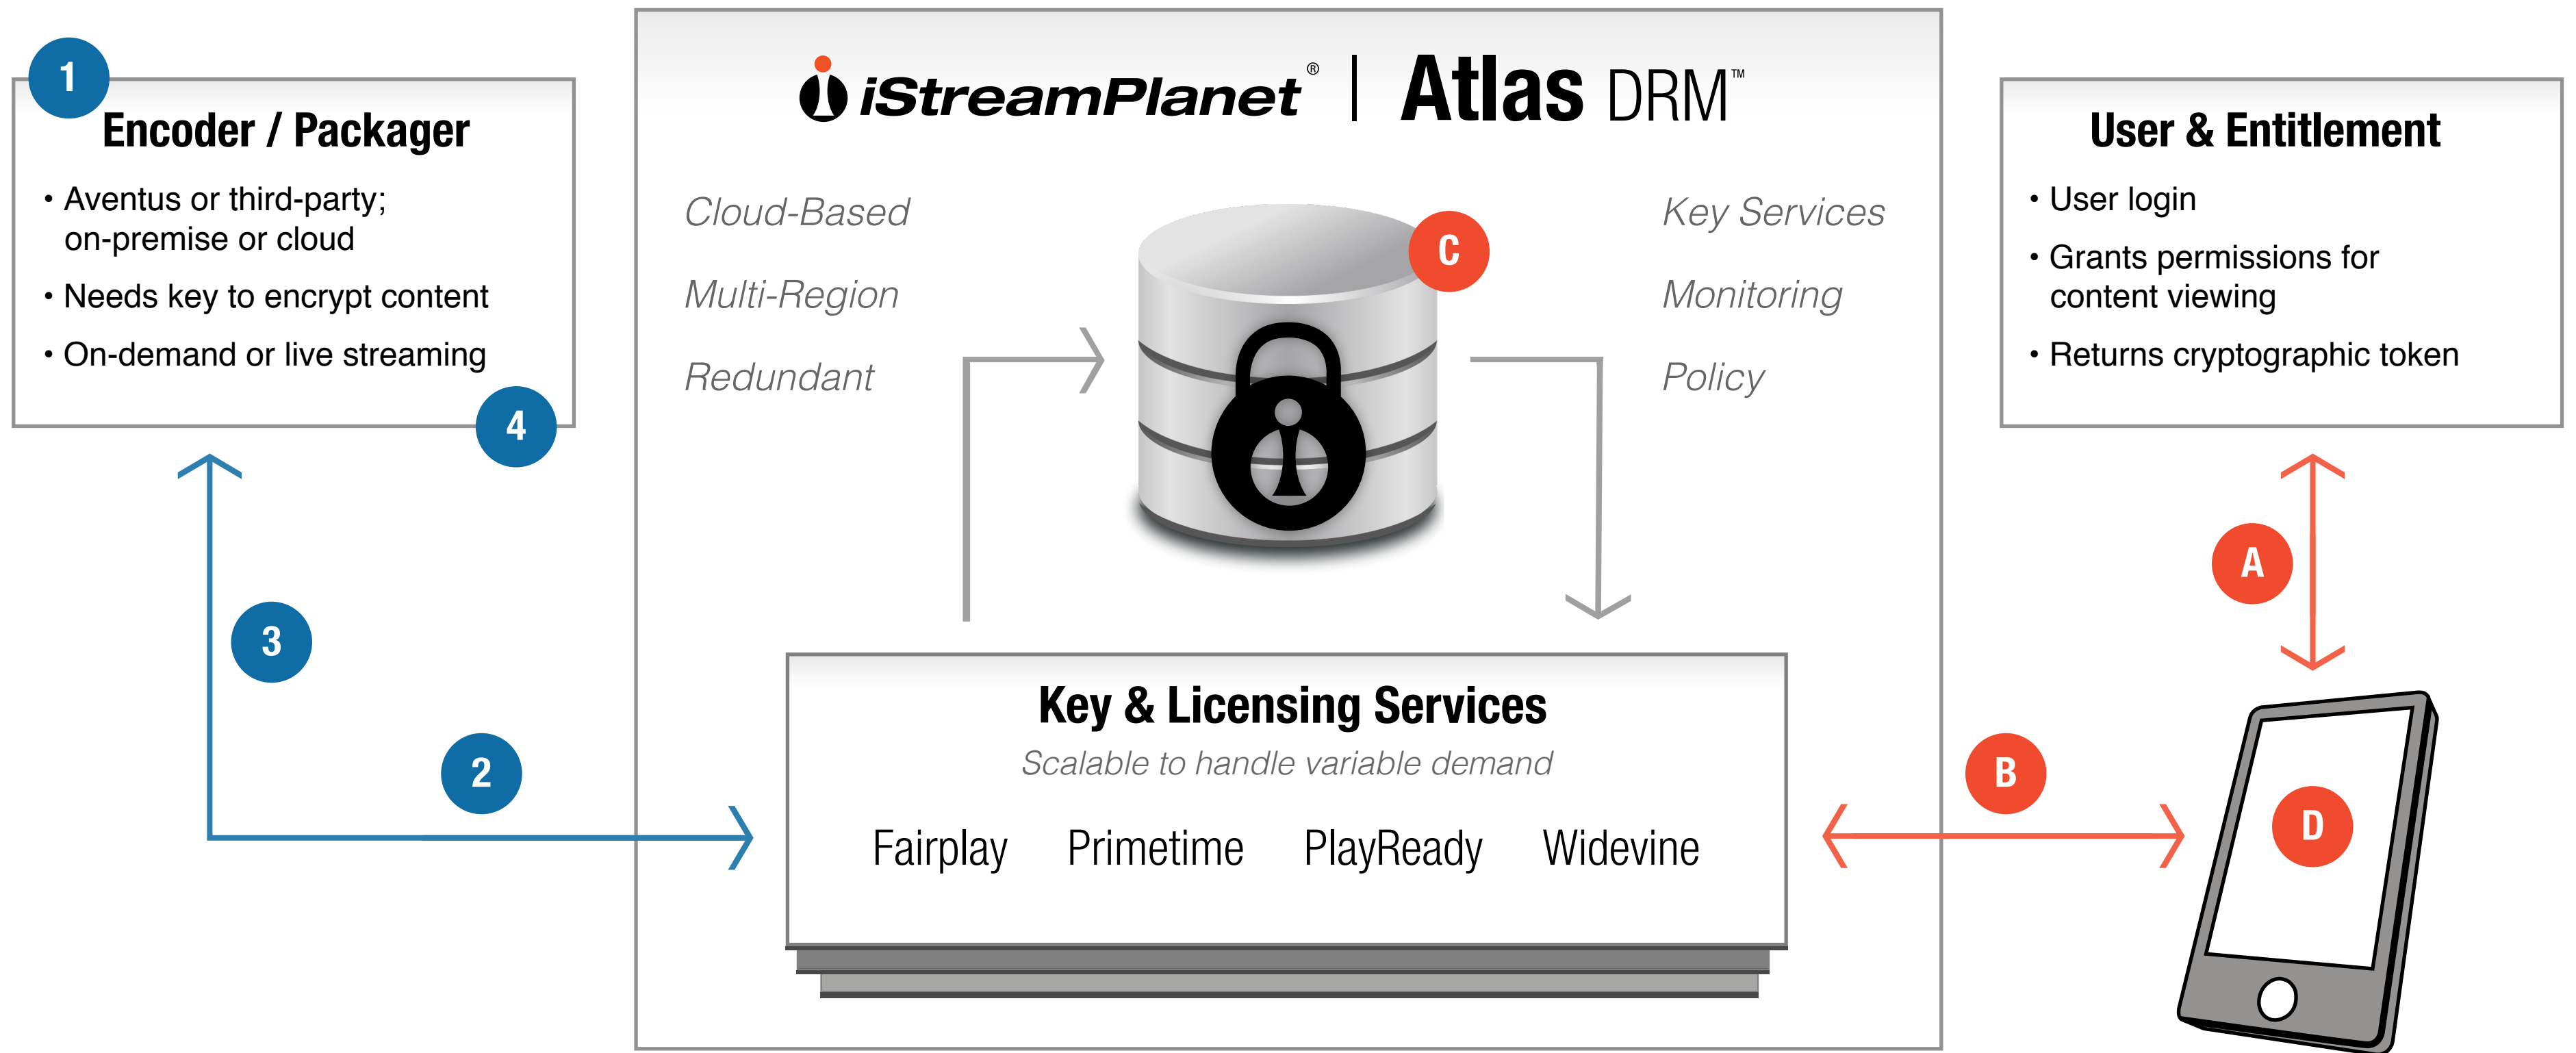 1
Encoder / Packager
• Aventus or third-party;
on-premise or cloud
• Needs key to encrypt content
• On-demand or live streaming
4
3
2
iStreamPlanet® | Atlas DRM™
Cloud-Based
Multi-Region
Redundant
C
Key Services
Monitoring
Policy
Key & Licensing Services
Scalable to handle variable demand
Fairplay Primetime PlayReady Widevine
User & Entitlement
• User login
• Grants permissions for
content viewing
• Returns cryptographic token
A
B
D